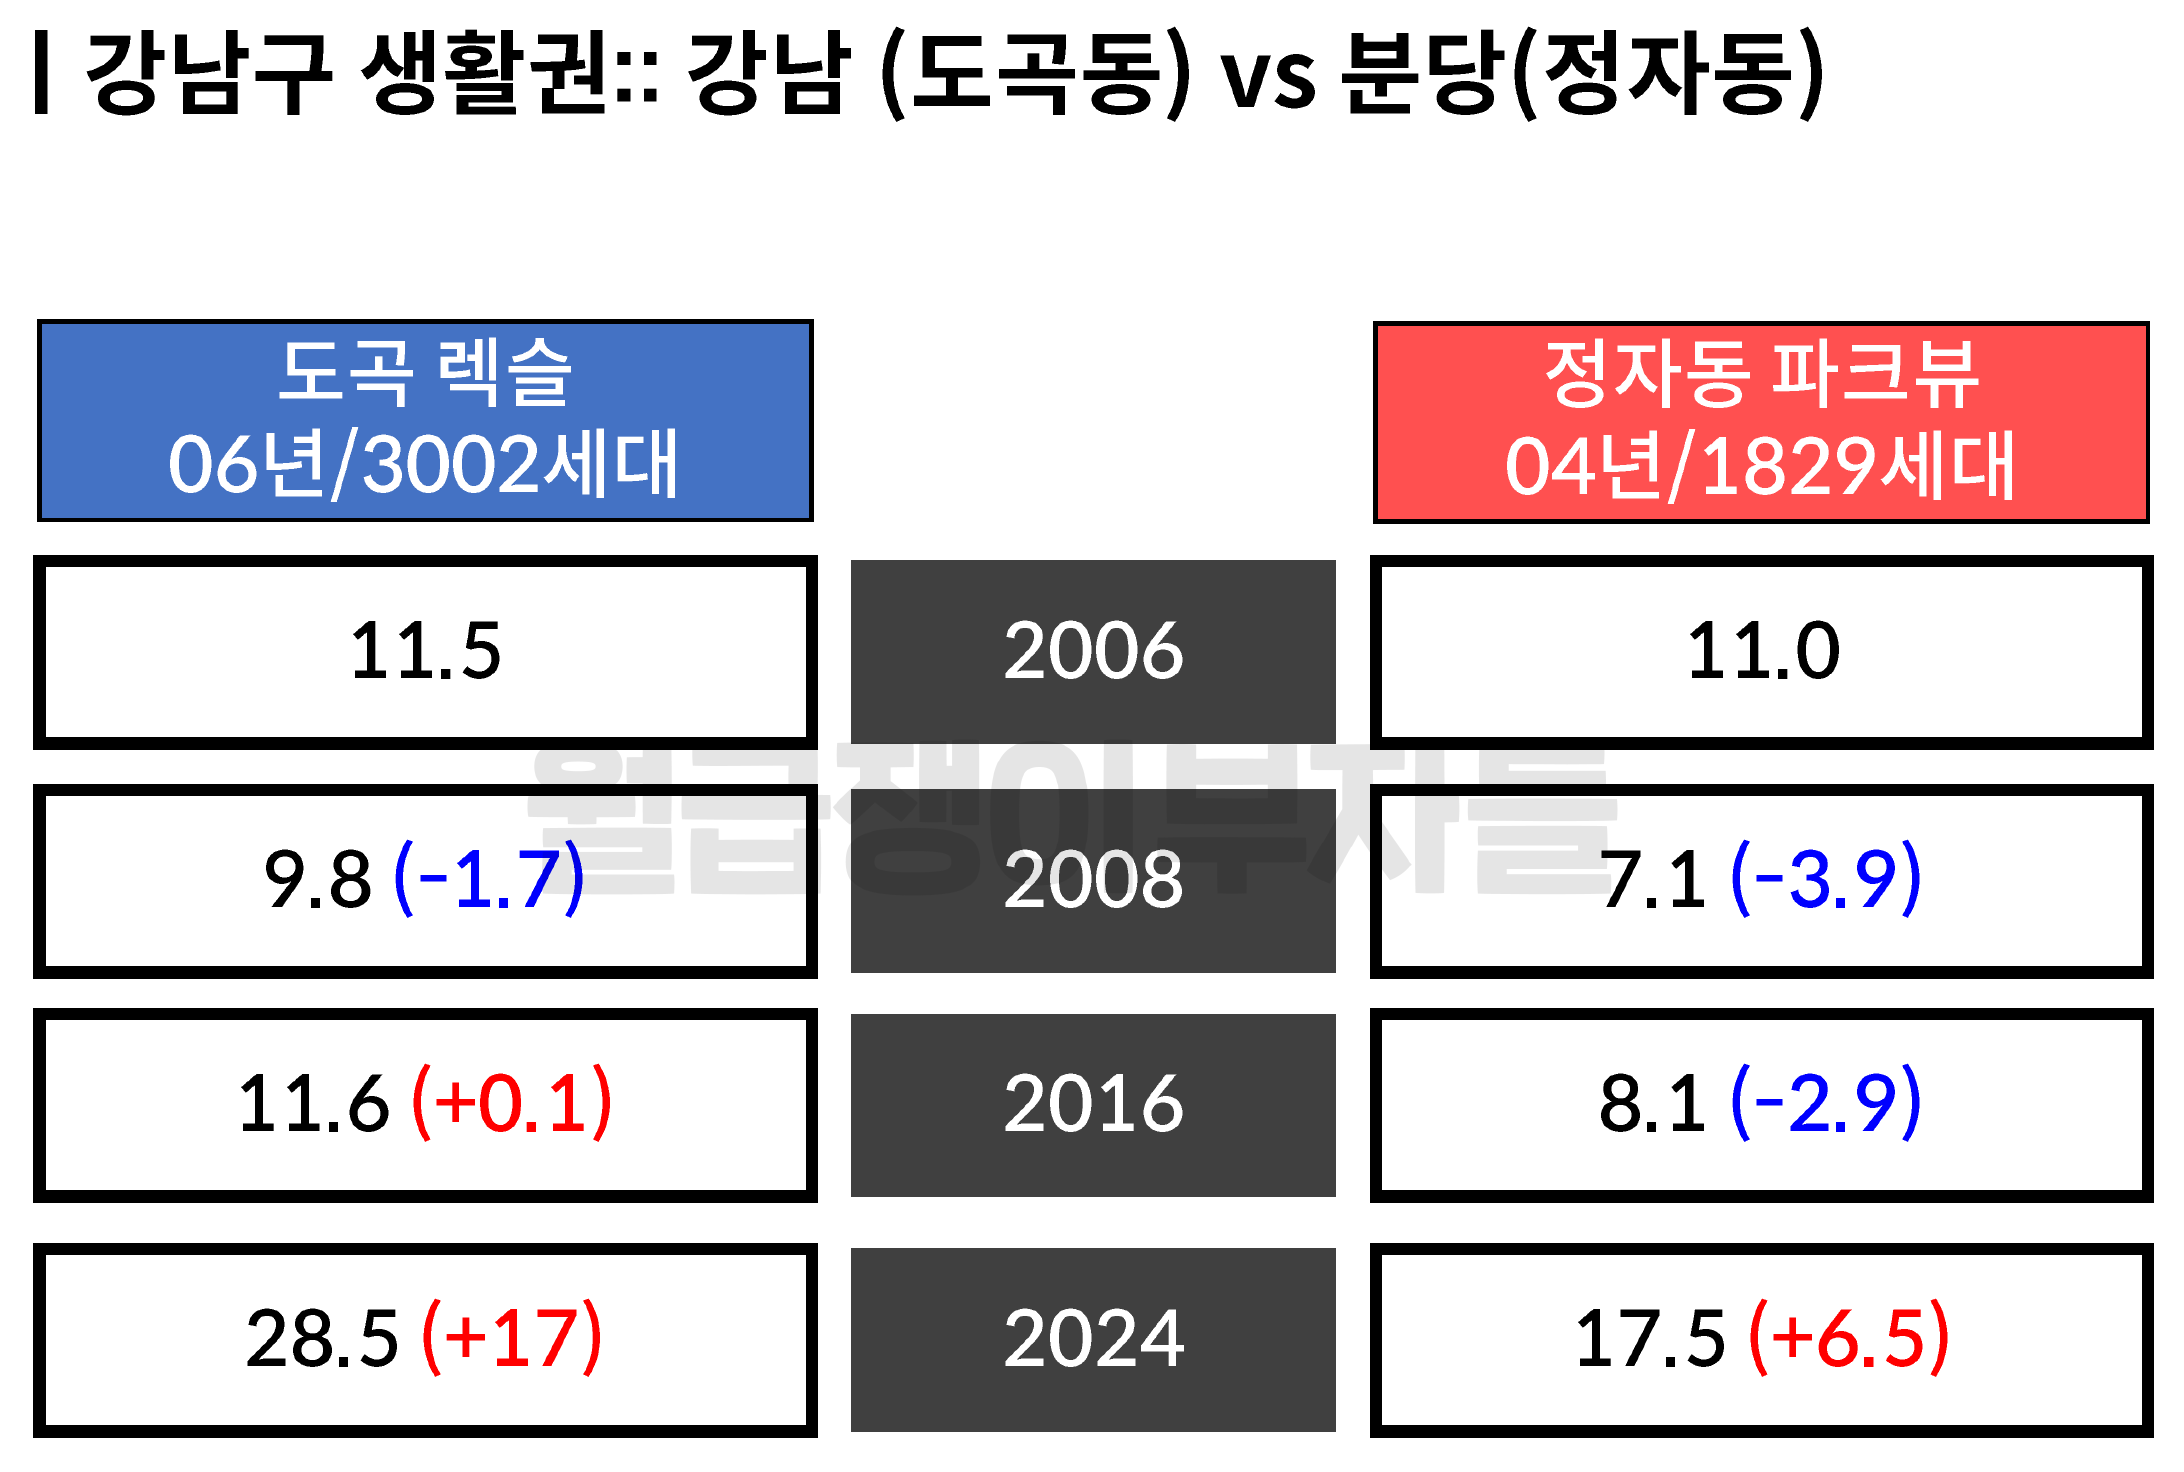 | 강남구 생활권:: 강남 (도곡동) vs 분당(정자동)
도곡 렉슬
06년/3002세대
정자동 파크뷰
04년/1829세대
11.5
2006
11.0
월급쟁이부자들
9.8 (-1.7)
2008
7.1 (-3.9)
11.6 (+0.1)
2016
8.1 (-2.9)
28.5 (+17)
2024
17.5 (+6.5)